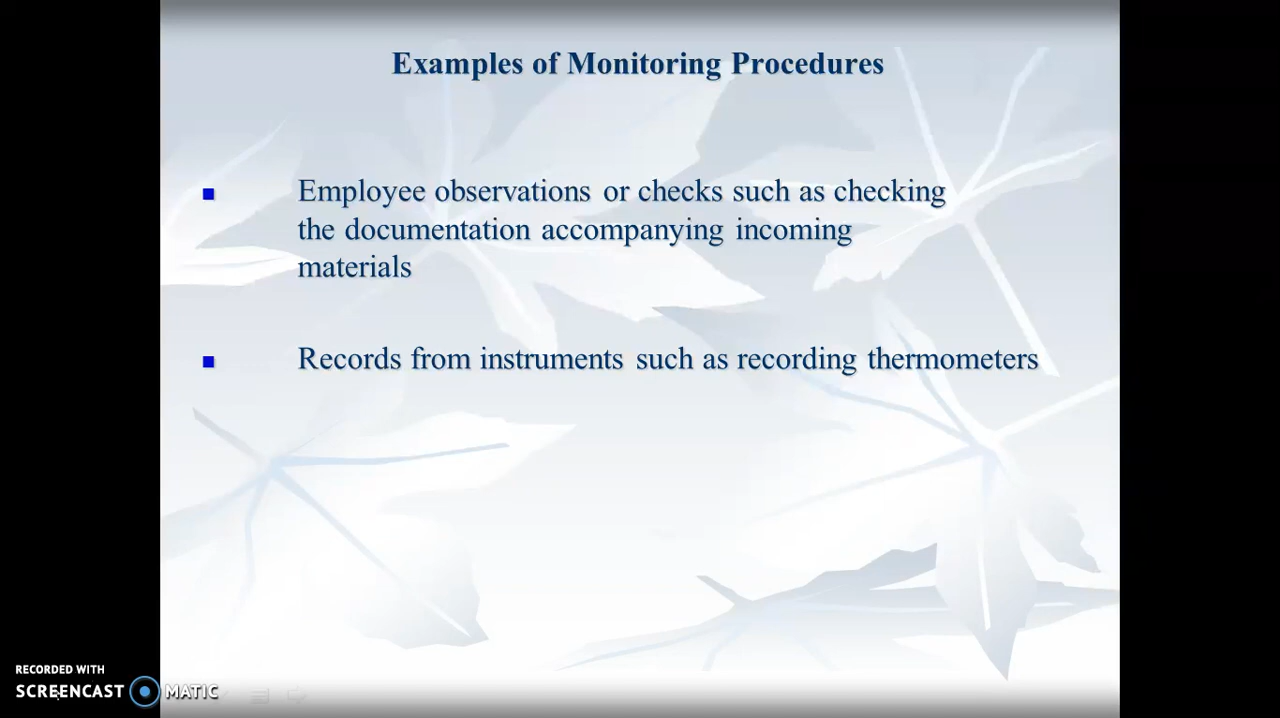 Examples of Monitoring Procedures
Employee observations or checks such as checking
the documentation accompanying incoming
materials
Records from instruments such as recording thermometers
RECORDED WITH
SCREENCAST MATIC